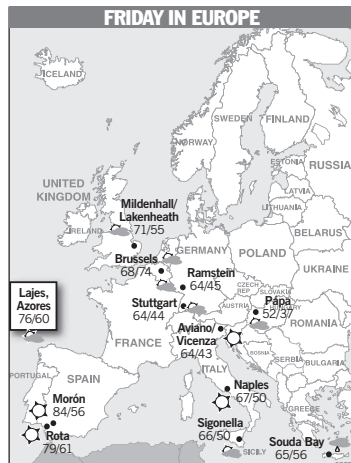 FRIDAY IN EUROPE
ICELAND
SWEDEN
FINLAND
NORWAY
ESTONIA
RUSSIA
LATVIA
LITHUANIA
UNITED
KINGDOM
IRELAND
Mildenhall/
Lakenheath
71/55
BELARUS
Brussels
68/74
GERMANY
POLAND
Ramstein
64/45
UKRAINE
CZECH
REP
SLOVAKIA
Lajes,
Azores
76/60
Stuttgart
64/44
AUSTRIA
HUNGARY
Pápa
52/37
FRANCE
Aviano/
Vicenza
64/43
ROMANIA
BOSNIA
SERBIA
BULGARIA
ITALY
PORTUGAL
SPAIN
Morón
84/56
Rota
79/61
Naples
67/50
Sigonella
66/50
SICILY
GREECE
Souda Bay
65/56